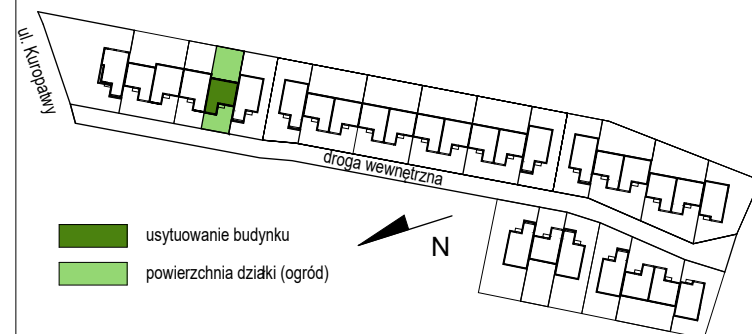 ul. Kuropatwy
droga wewnętrzna
usytuowanie budynku
N
powierzchnia działki (ogród)